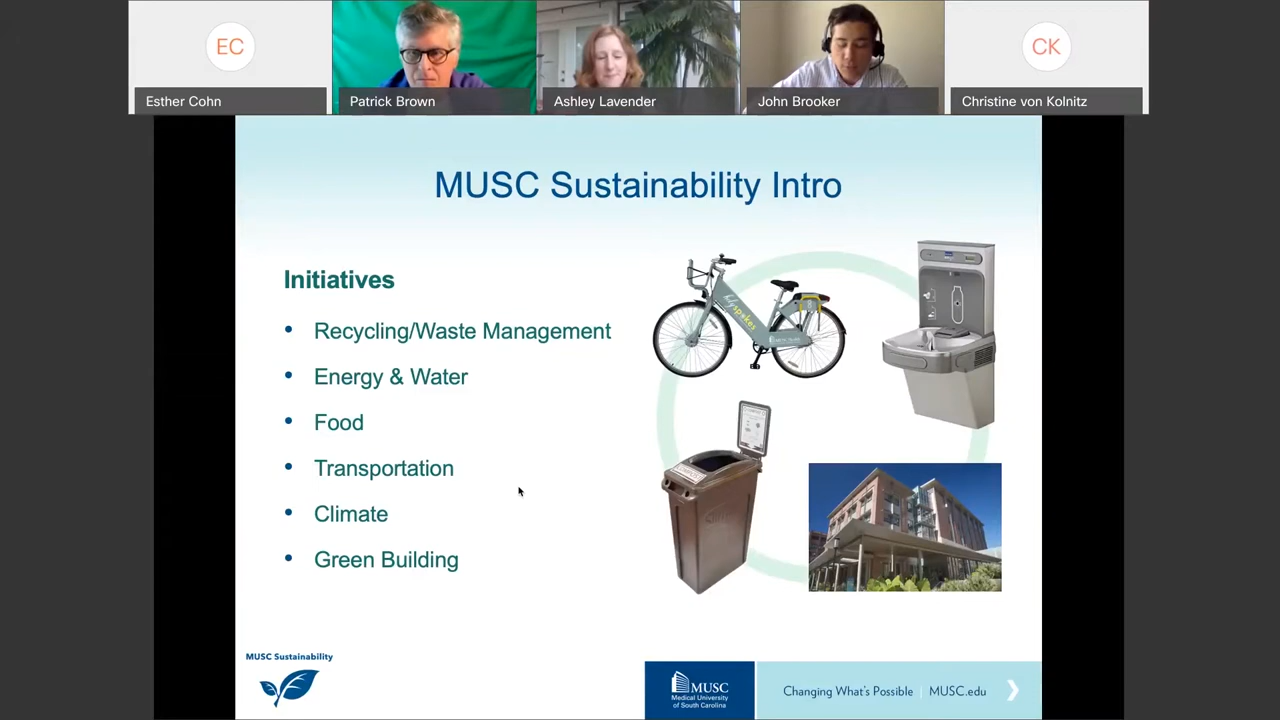 EC
CK
Esther Cohn
Patrick Brown
Ashley Lavender
John Brooker
Christine von Kolnitz
MUSC Sustainability Intro
Initiatives
• Recycling/Waste Management
• Energy & Water
• Food
• Transportation
• Climate
• Green Building
holy spokes
MUSC Sustainability
MUSC
Medical University
of South Carolina
Changing What's Possible | MUSC.edu